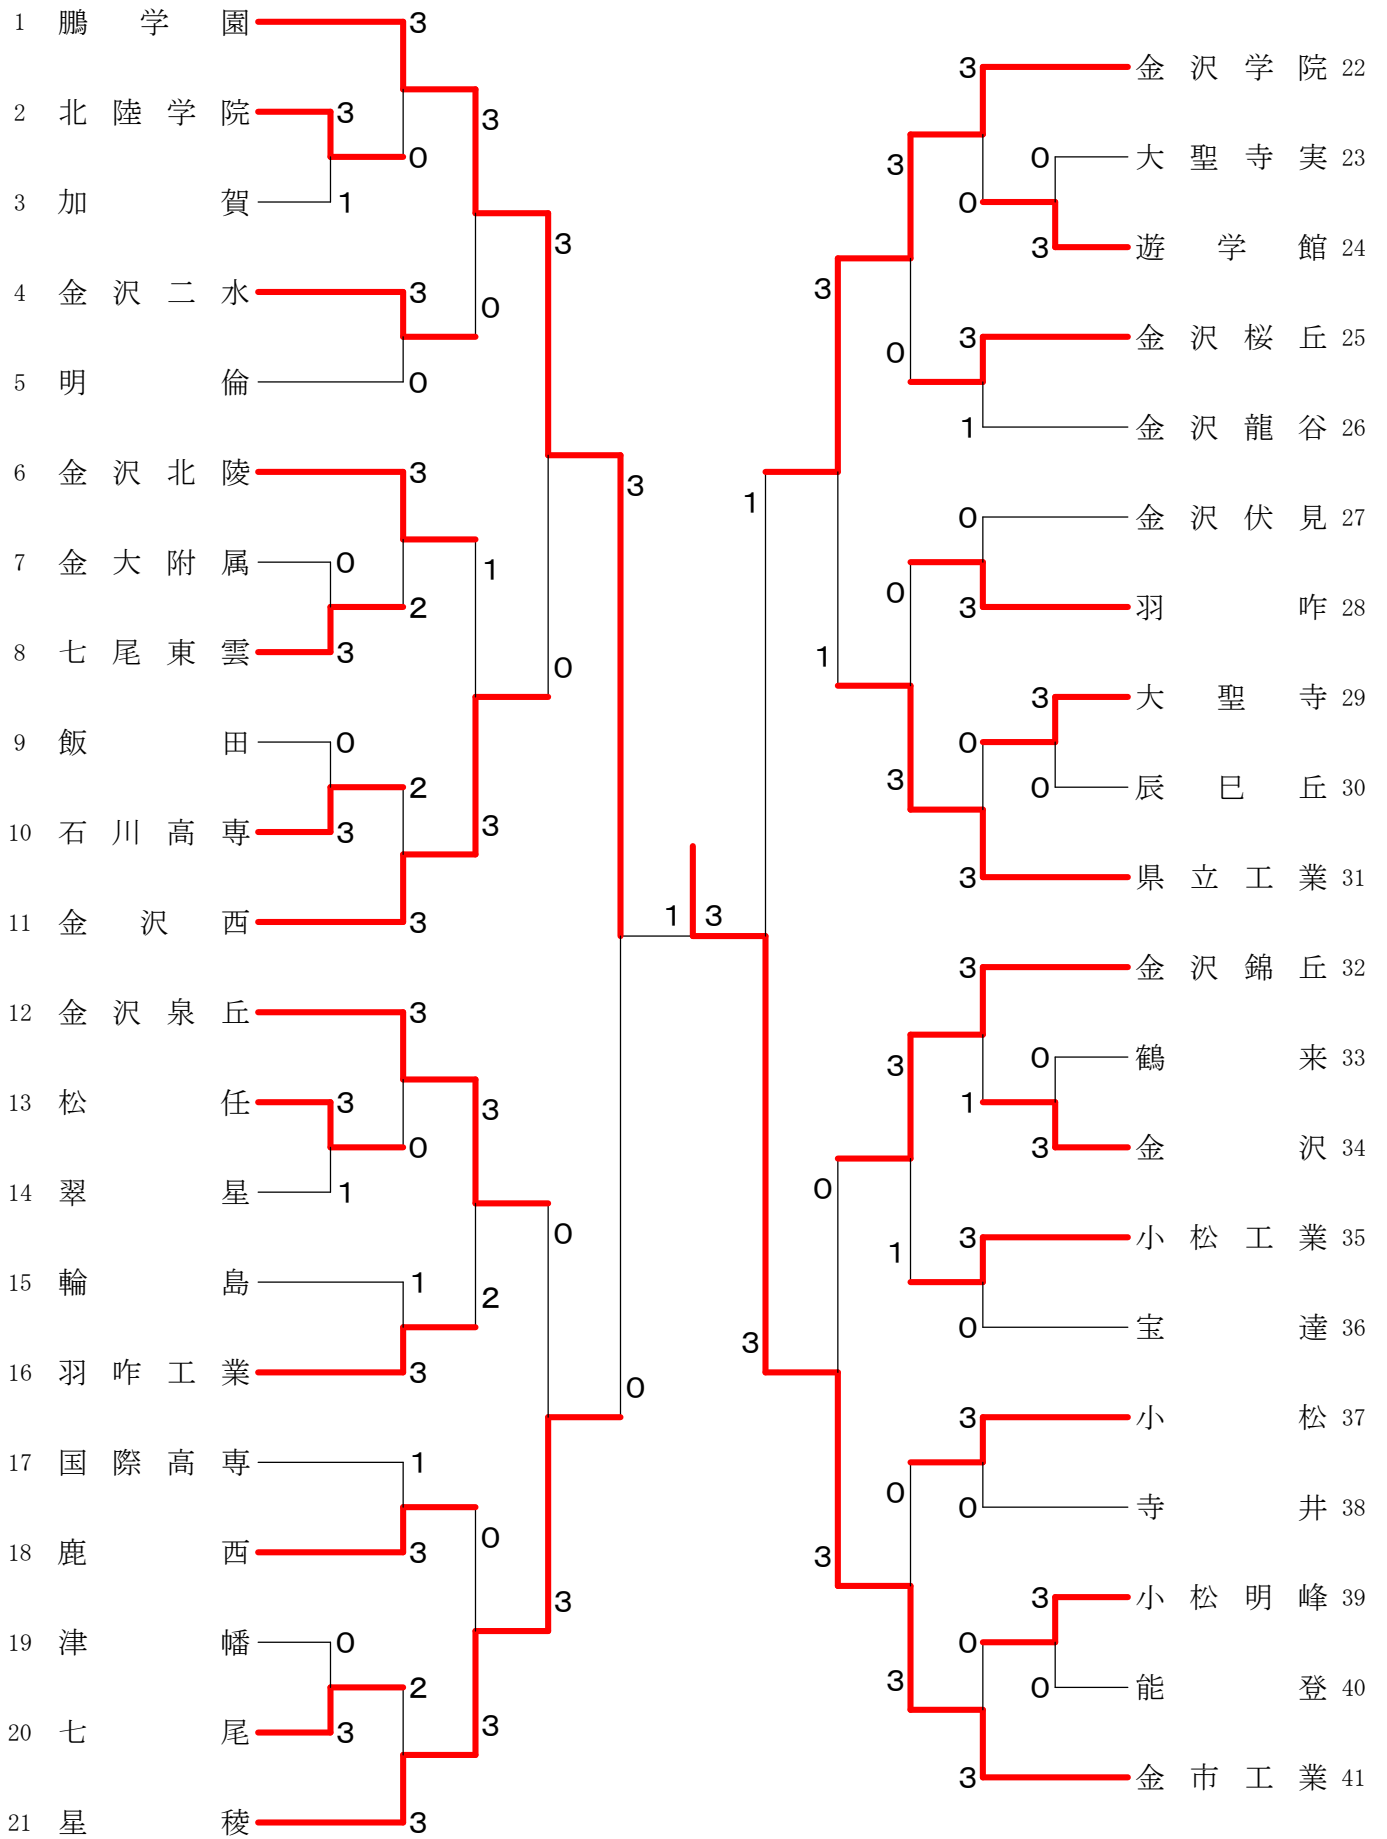 1 鵬学園 3
3
2 北陸学院 3
0
3 加賀 1
3
4 金沢二水 3
0
5 明倫 0
3
6 金沢北陵 3
1
7 金大附属 0
2
8 七尾東雲 3
0
9 飯田 0
2
10 石川高専 3
3
11 金沢西 3
1 3
12 金沢泉丘 3
3
13 松任 3
0
14 翠星 1
0
15 輪島 1
2
16 羽咋工業 3
0
17 国際高専 1
0
18 鹿西 3
3
19 津幡 0
2
20 七尾 3
3
21 星稜 3
3 金沢学院 22
3
0 大聖寺実 23
0
3 遊学館 24
3
0
3 金沢桜丘 25
1 金沢龍谷 26
1
0 金沢伏見 27
0
3 羽咋 28
1
3 大聖寺 29
0
3
0 辰巳丘 30
3 県立工業 31
3 金沢錦丘 32
3
0 鶴来 33
1
3 金沢 34
0
1
3 小松工業 35
0 宝達 36
3
3 小松 37
0
0 寺井 38
3
3 小松明峰 39
0
3
0 能登 40
3 金市工業 41